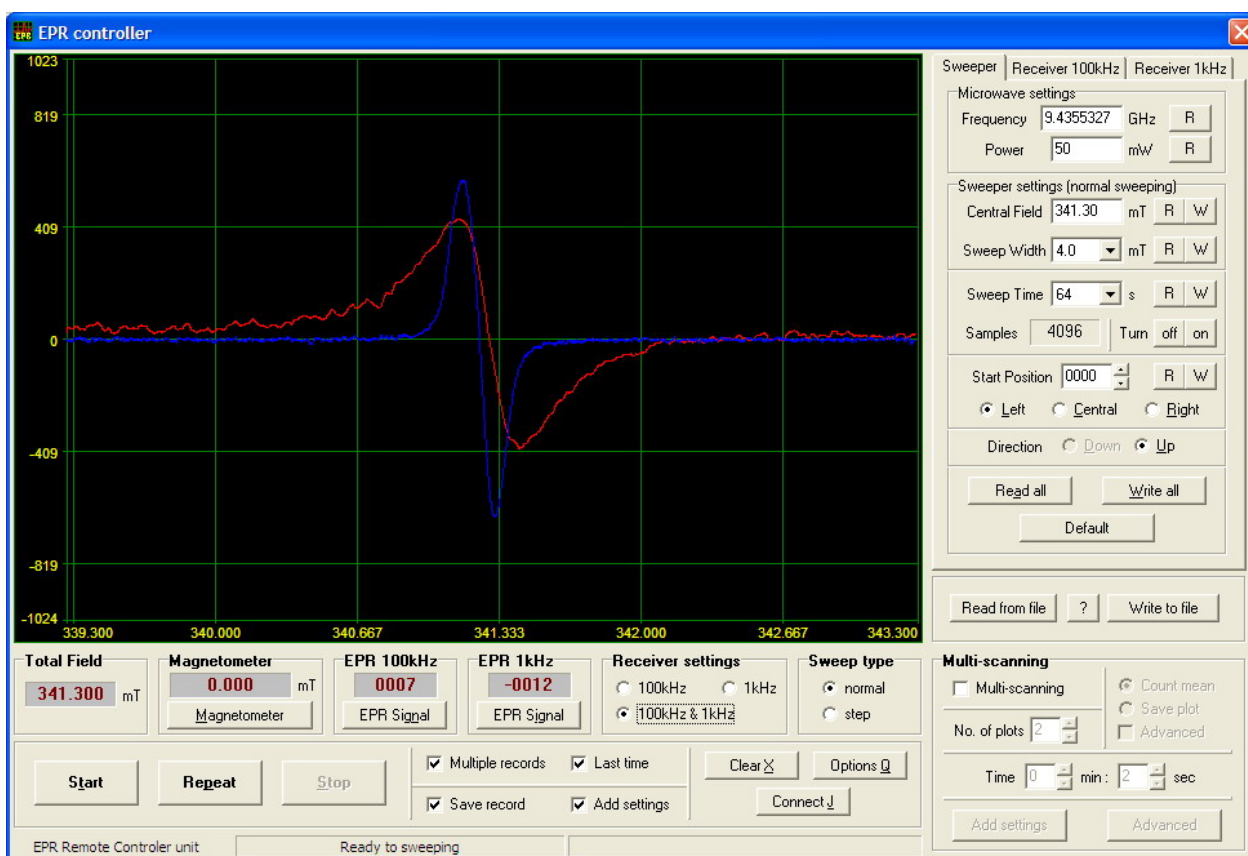 EPR controller
1023
819
409
0
-409
-819
-1024
339.300 340.000 340.667 341.333 342.000 342.667 343.300
Sweeper Receiver 100kHz Receiver 1kHz
Microwave settings
Frequency 9.4355327 GHz R
Power 50 mW R
Sweeper settings (normal sweeping)
Central Field 341.30 mT R W
Sweep Width 4.0 mT R W
Sweep Time 64 s R W
Samples 4096 Turn off on
Start Position 0000 R W
Left Central Right
Direction Down Up
Read all Write all
Default
Read from file ? Write to file
Total Field
341.300 mT
Magnetometer
0.000 mT
Magnetometer
EPR 100kHz
0007
EPR Signal
EPR 1kHz
-0012
EPR Signal
Receiver settings
100kHz 1kHz
100kHz & 1kHz
Sweep type
normal
step
Multi-scanning
Multi-scanning
No. of plots 2
Count mean
Save plot
Advanced
Time 0 min : 2 sec
Add settings Advanced
Start Repeat Stop
Multiple records Last time
Save record Add settings
Clear X Options Q
Connect J
EPR Remote Controler unit Ready to sweeping